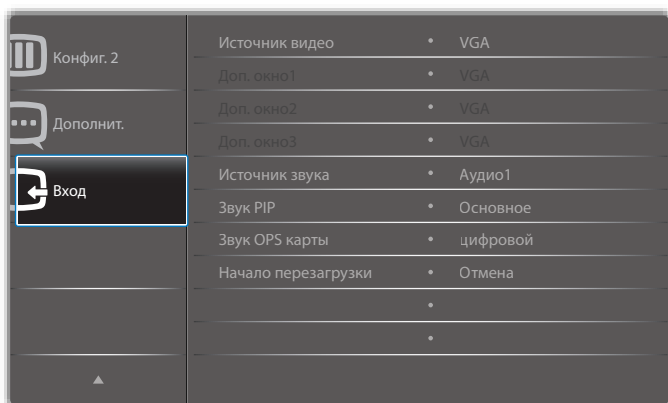 Конфиг. 2
Дополнит.
Вход
Источник видео • VGA
Доп. окно1 VGA
Доп. окно2 VGA
Доп. окно3 VGA
Источник звука • Аудио1
Звук PIP • Основное
Звук OPS карты • цифровой
Начало перезагрузки • Отмена